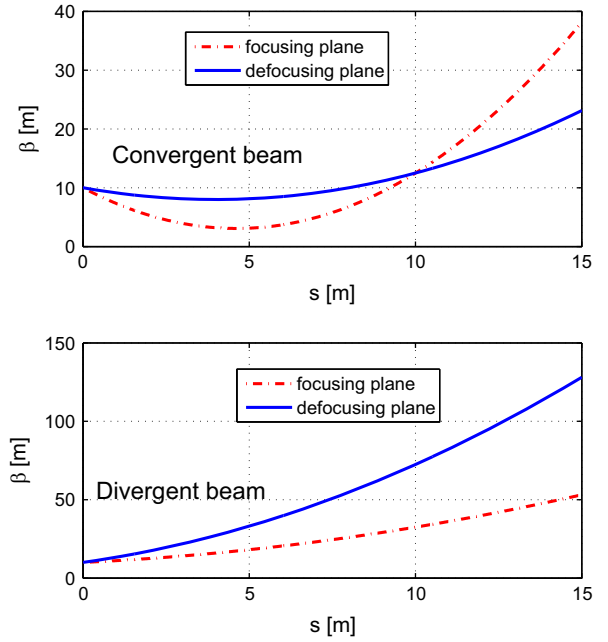 40
30
20
10
0
β [m]
focusing plane
defocusing plane
Convergent beam
0 5 10 15
s [m]
150
100
50
0
β [m]
focusing plane
defocusing plane
Divergent beam
0 5 10 15
s [m]